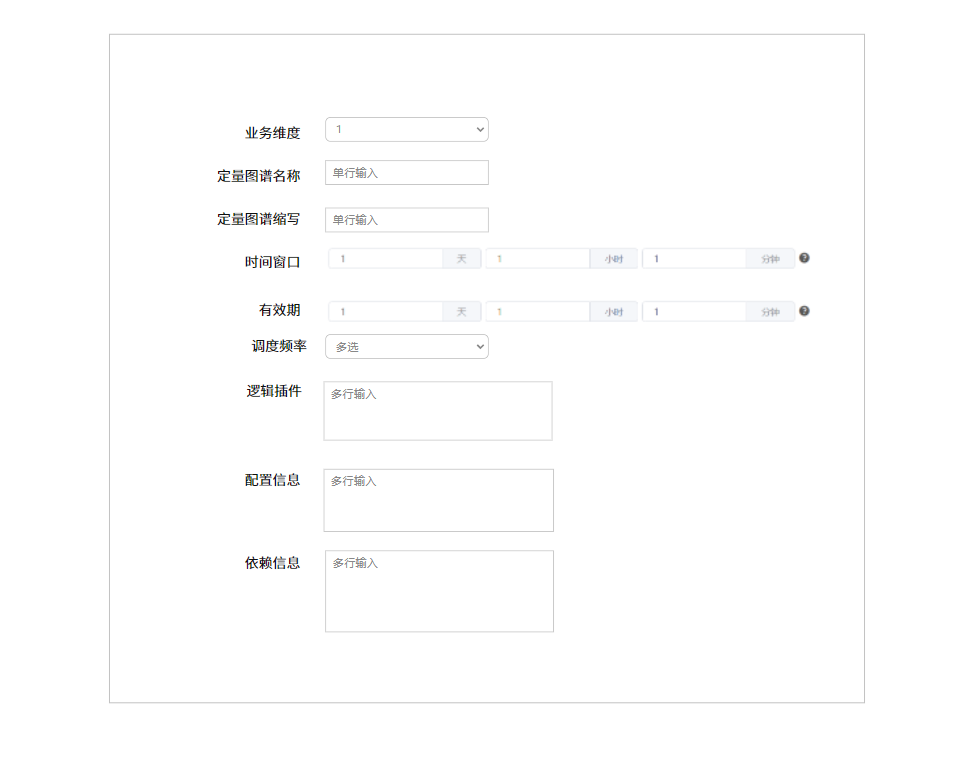 业务维度 1
定量图谱名称 单行输入
定量图谱缩写 单行输入
时间窗口 1 天 1 小时 1 分钟 ?
有效期 1 天 1 小时 1 分钟 ?
调度频率 多选
逻辑插件 多行输入
配置信息 多行输入
依赖信息 多行输入